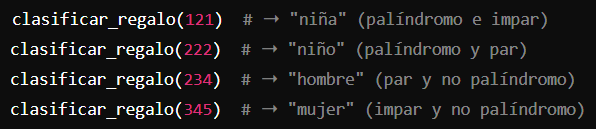 clasificar_regalo(121)  # → "niña" (palíndromo e impar)
clasificar_regalo(222)  # → "niño" (palíndromo y par)
clasificar_regalo(234)  # → "hombre" (par y no palíndromo)
clasificar_regalo(345)  # → "mujer" (impar y no palíndromo)